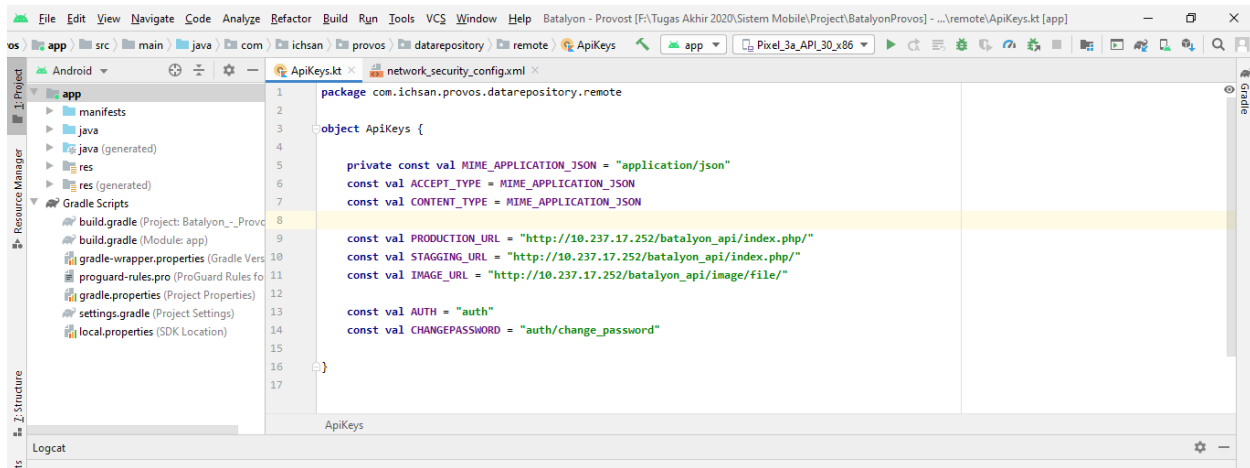 File Edit View Navigate Code Analyze Refactor Build Run Tools VCS Window Help Batalyon - Provost [F:\Tugas Akhir 2020\Sistem Mobile\Project\BatalyonProvos] - ...\remote\ApiKeys.kt [app]
vos app src main java com ichsan provos datarepository remote ApiKeys app Pixel_3a_API_30_x86
Android
ApiKeys.kt
network_security_config.xml
1: Project
Resource Manager
7: Structure
Gradle
app
manifests
java
java (generated)
res
res (generated)
Gradle Scripts
build.gradle (Project: Batalyon_-_Provo
build.gradle (Module: app)
gradle-wrapper.properties (Gradle Vers
proguard-rules.pro (ProGuard Rules fo
gradle.properties (Project Properties)
settings.gradle (Project Settings)
local.properties (SDK Location)
1 package com.ichsan.provos.datarepository.remote
2
3 object ApiKeys {
4
5 private const val MIME_APPLICATION_JSON = "application/json"
6 const val ACCEPT_TYPE = MIME_APPLICATION_JSON
7 const val CONTENT_TYPE = MIME_APPLICATION_JSON
8
9 const val PRODUCTION_URL = "http://10.237.17.252/batalyon_api/index.php/"
10 const val STAGGING_URL = "http://10.237.17.252/batalyon_api/index.php/"
11 const val IMAGE_URL = "http://10.237.17.252/batalyon_api/image/file/"
12
13 const val AUTH = "auth"
14 const val CHANGEPASSWORD = "auth/change_password"
15
16 }
17
ApiKeys
Logcat